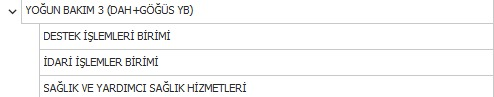 YOĞUN BAKIM 3 (DAH+GÖĞÜS YB)
DESTEK İŞLEMLERİ BİRİMİ
İDARİ İŞLEMLER BİRİMİ
SAĞLIK VE YARDIMCI SAĞLIK HİZMETLERİ